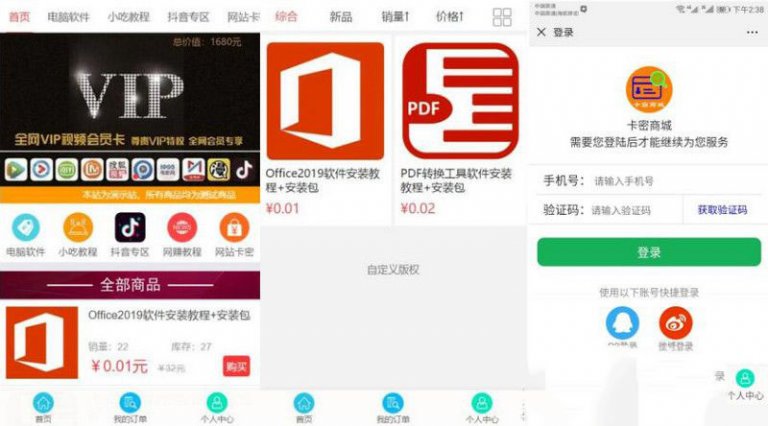 首页 电脑软件 小吃教程 抖音专区 网站卡
总价值：1680元
VIP
全网VIP视频会员卡 尊贵VIP特权 全网会员专享
本站为演示站，所有商品均为测试商品
电脑软件 小吃教程 抖音专区 网赚教程 网站卡密
全部商品
Office2019软件安装教程+安装包
销量：22 库存：27
￥0.01元 ￥32元 购买
首页 我的订单 个人中心
综合 新品 销量↑ 价格↑
PDF
Office2019软件安装教
程+安装包
¥0.01
PDF转换工具软件安装
教程+安装包
¥0.02
自定义版权
首页 我的订单 个人中心
下午2:38
× 登录 ···
卡密商城
卡密商城
需要您登陆后才能继续为您服务
手机号： 请输入手机号
验证码： 请输入验证码 获取验证码
登录
使用以下账号快捷登录
微博登录
录
个人中心